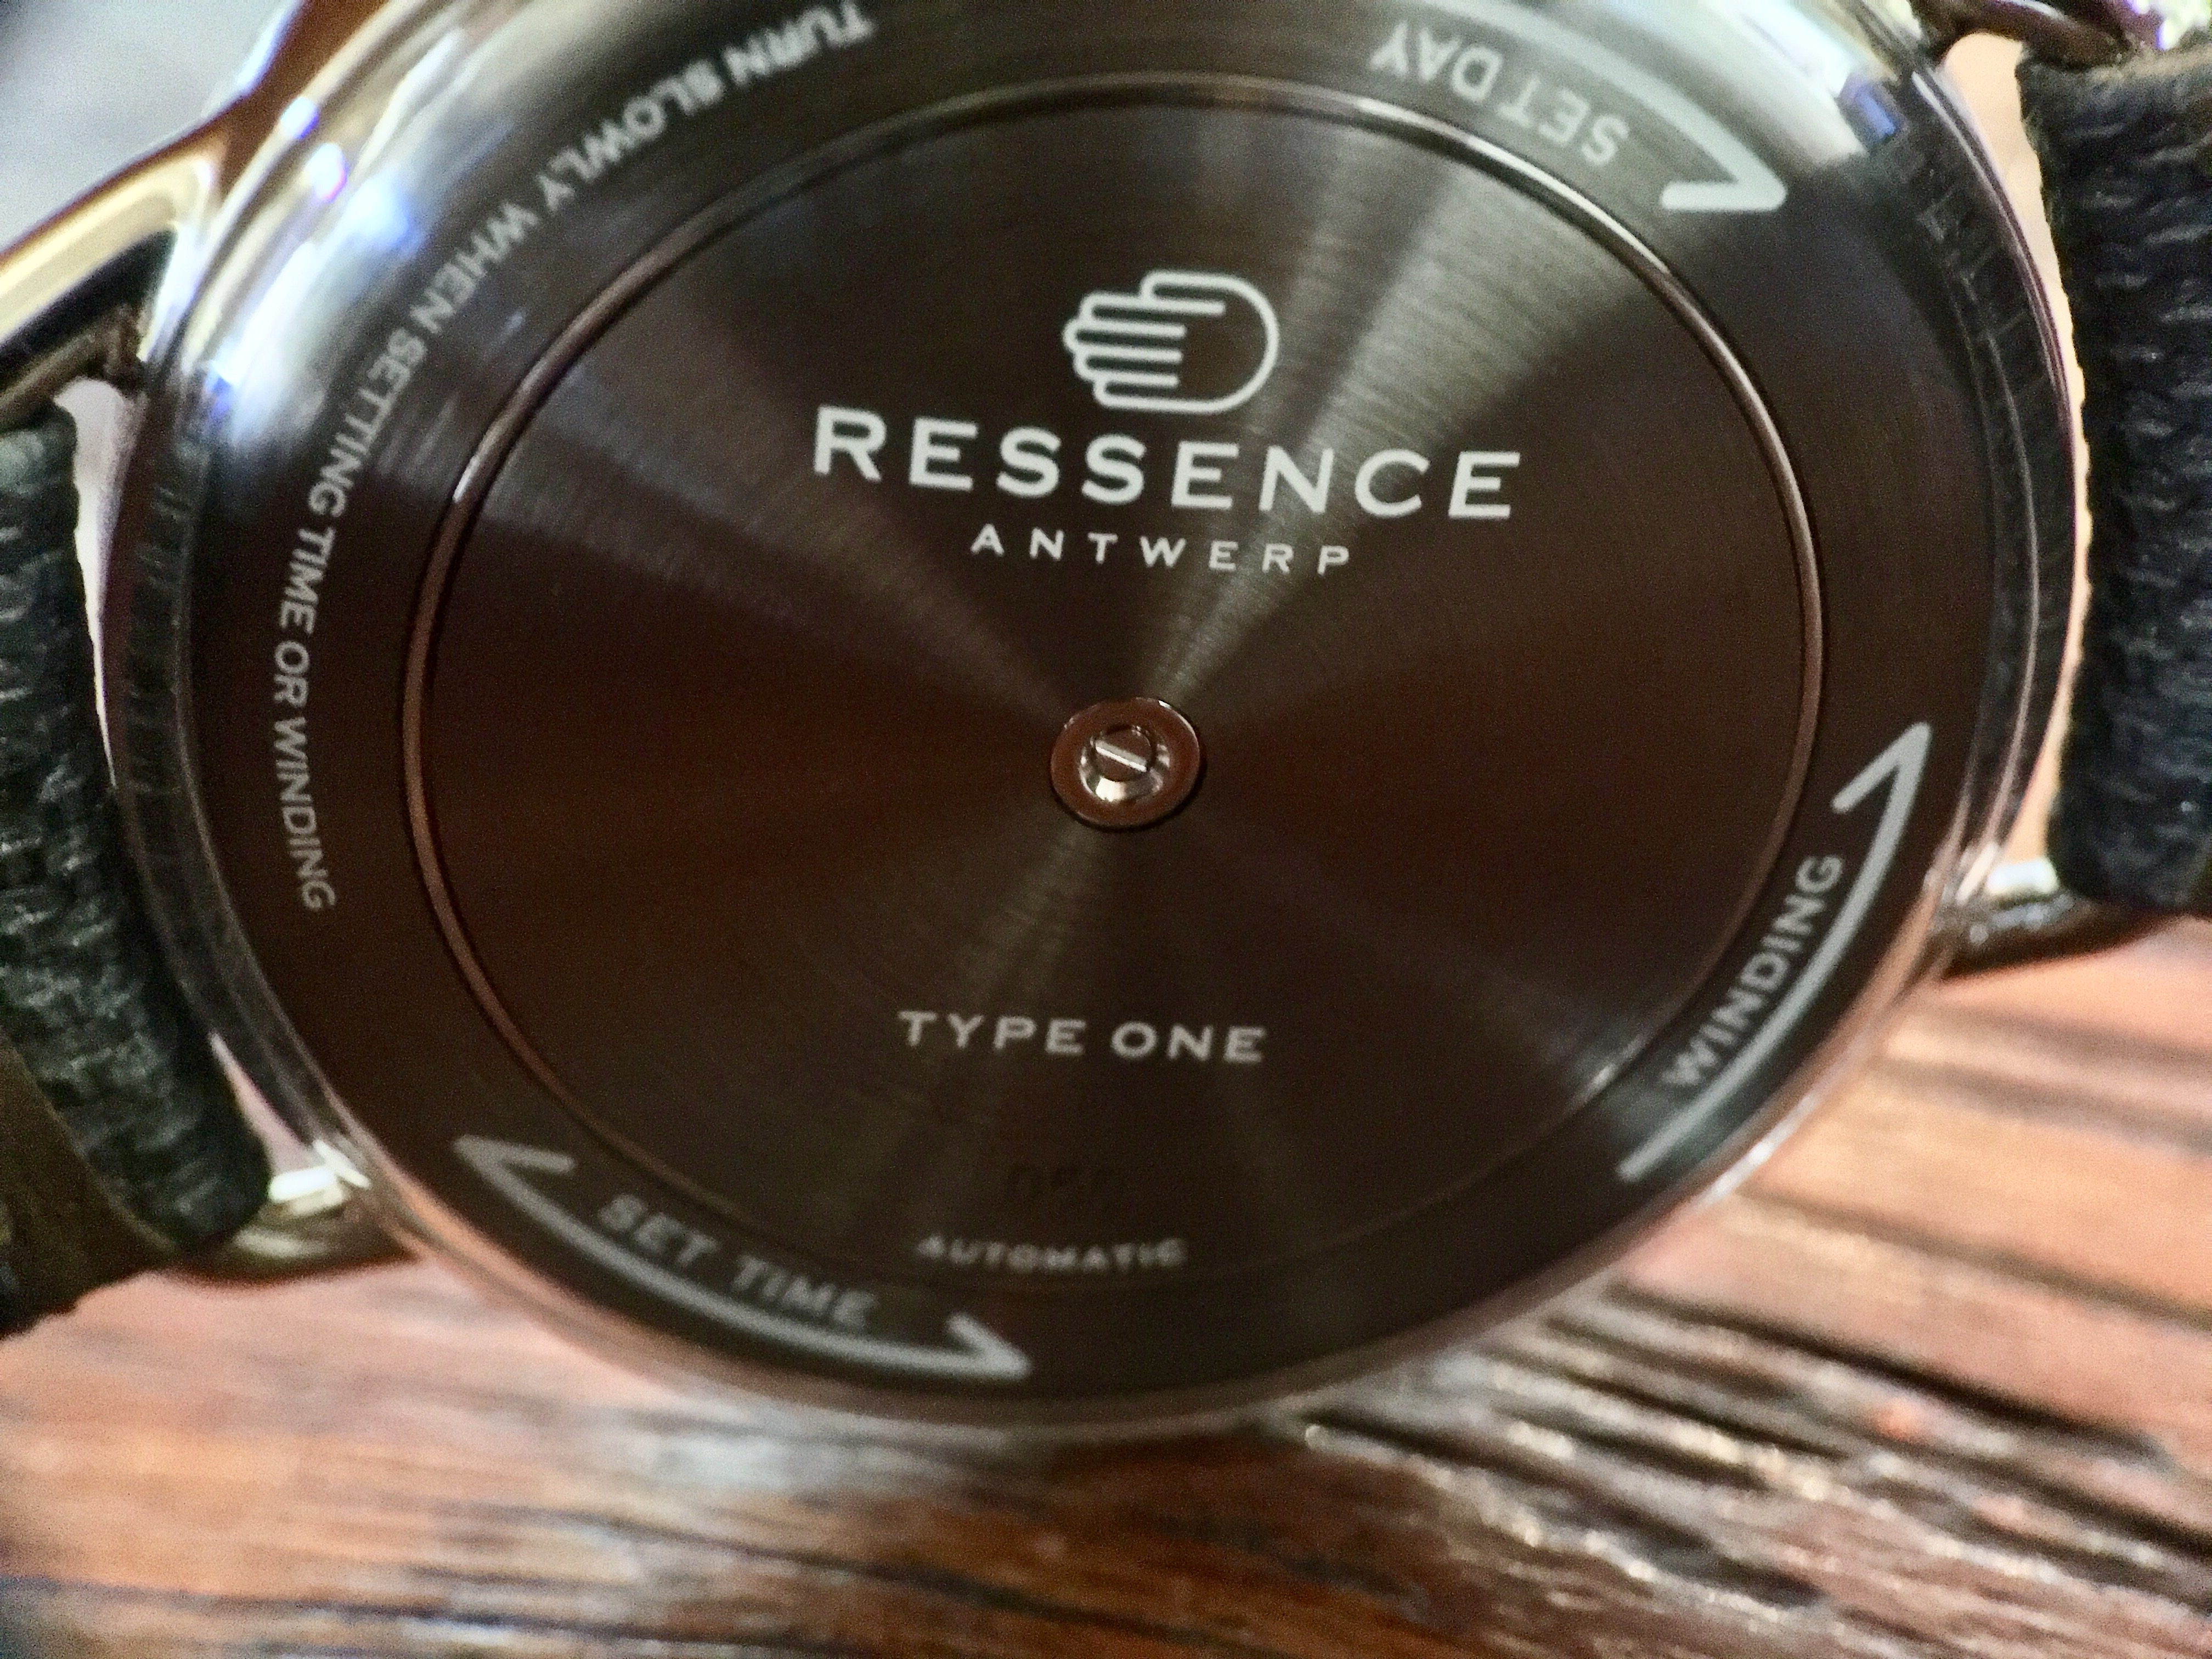 TURN SLOWLY WHEN SETTING TIME OR WINDING
SET DAY
RESSENCE
ANTWERP
WINDING
TYPE ONE
AUTOMATIC
SET TIME